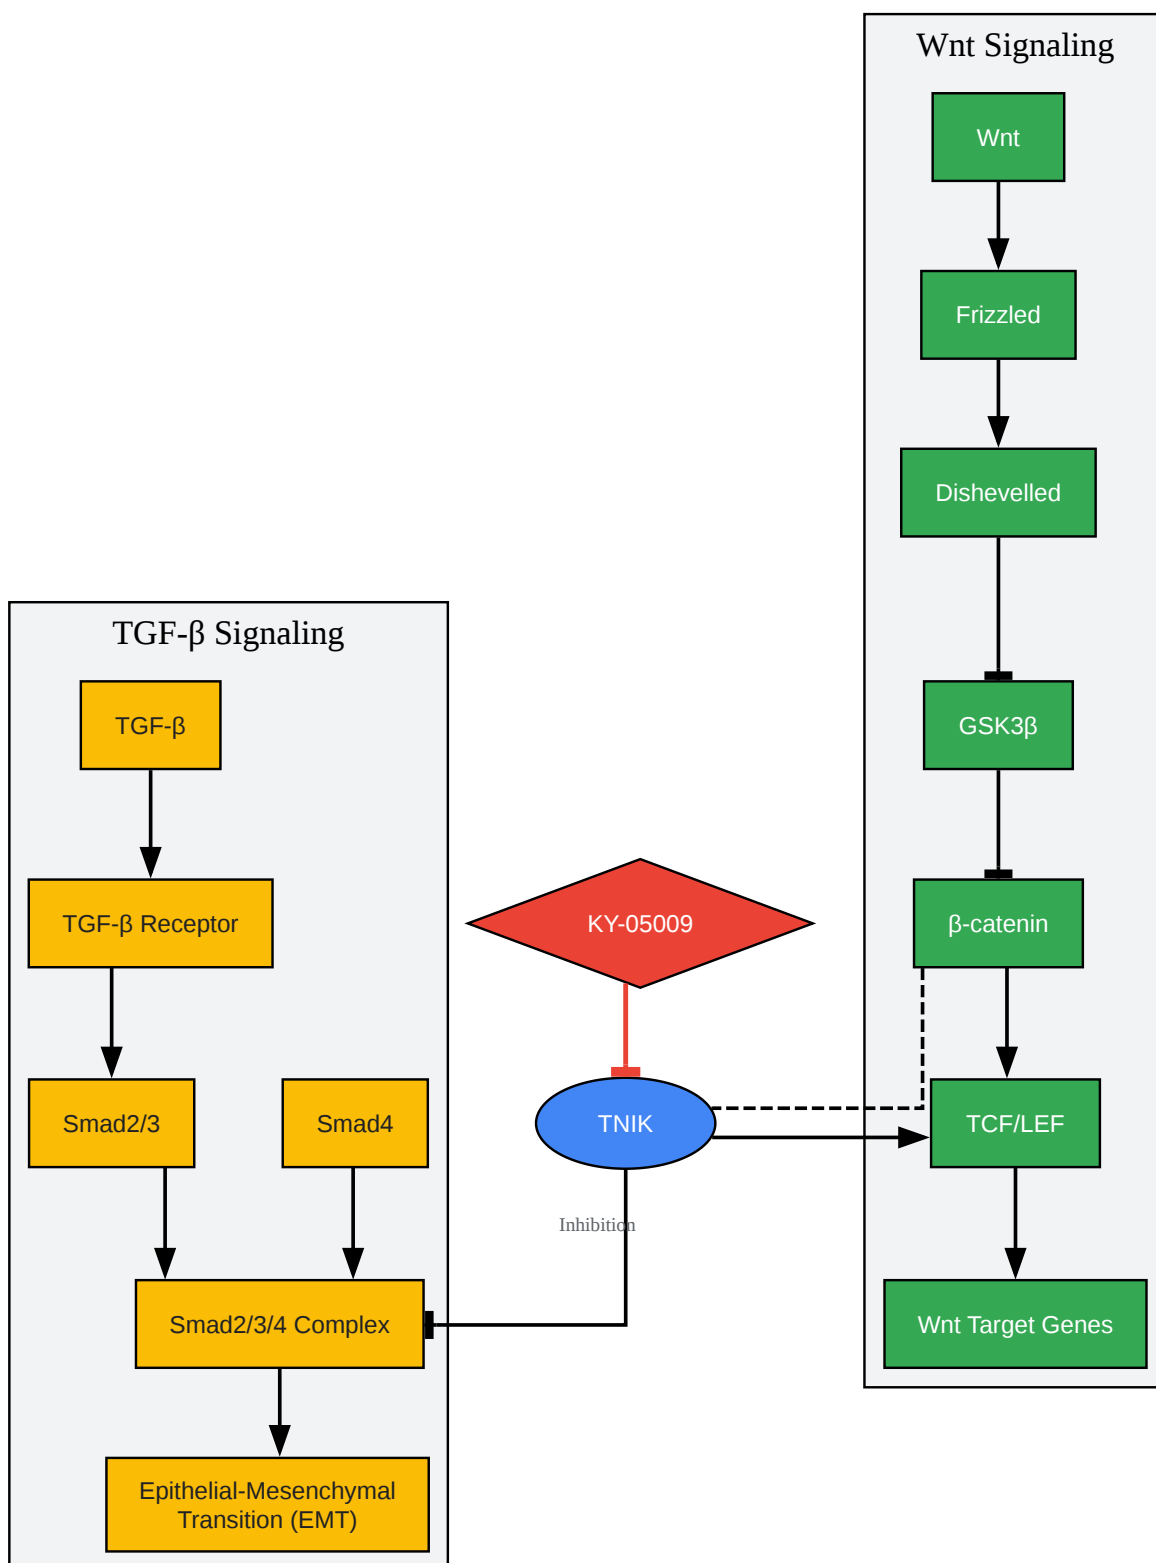 Wnt Signaling
Wnt
Frizzled
Dishevelled
GSK3β
β-catenin
TCF/LEF
Wnt Target Genes
TGF-β Signaling
TGF-β
TGF-β Receptor
Smad2/3
Smad4
Smad2/3/4 Complex
Epithelial-Mesenchymal
Transition (EMT)
KY-05009
TNIK
Inhibition